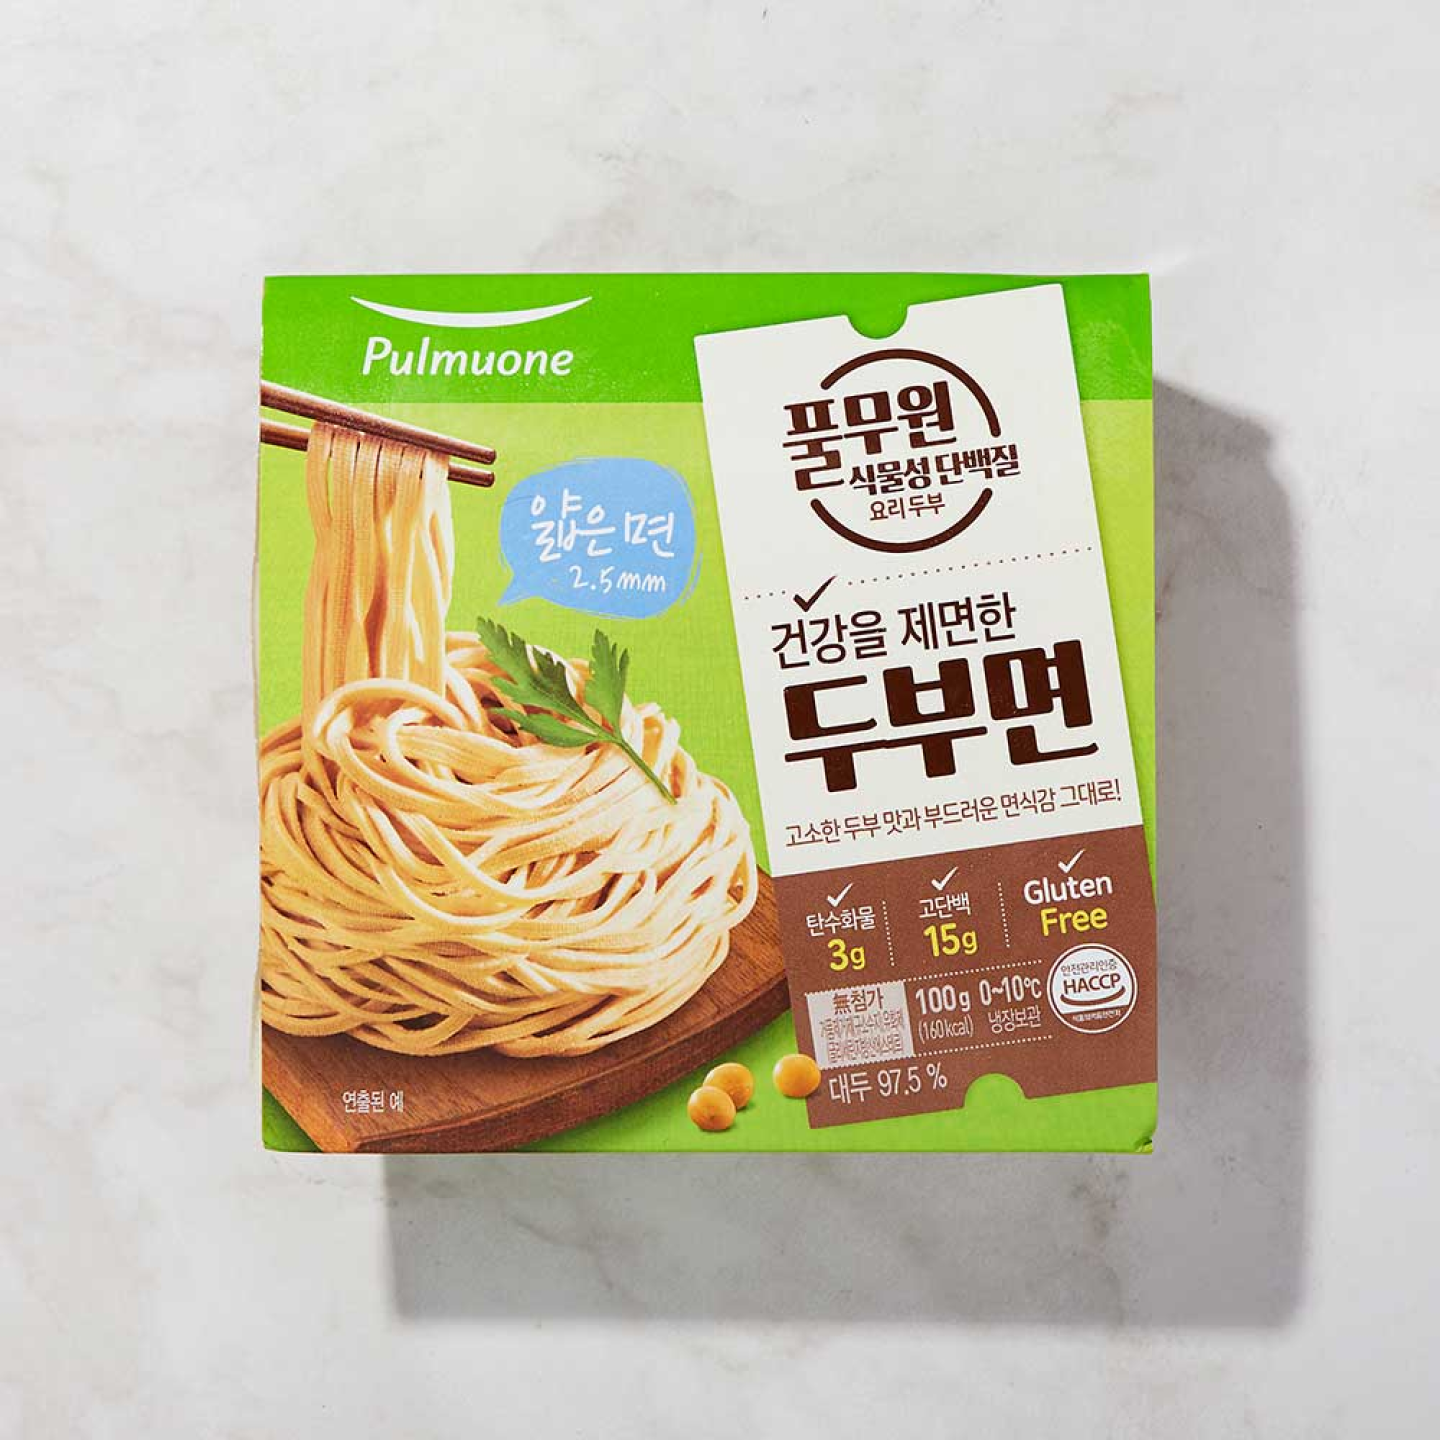 Pulmuone
풀무원
식물성 단백질
요리 두부
얇은 면
2.5mm
건강을 제면한
두부면
고소한 두부 맛과 부드러운 면식감 그대로!
탄수화물
3g
고단백
15g
Gluten
Free
無첨가
100g
(160kcal)
0~10℃
냉장보관
안전관리인증
HACCP
대두 97.5 %
연출된 예